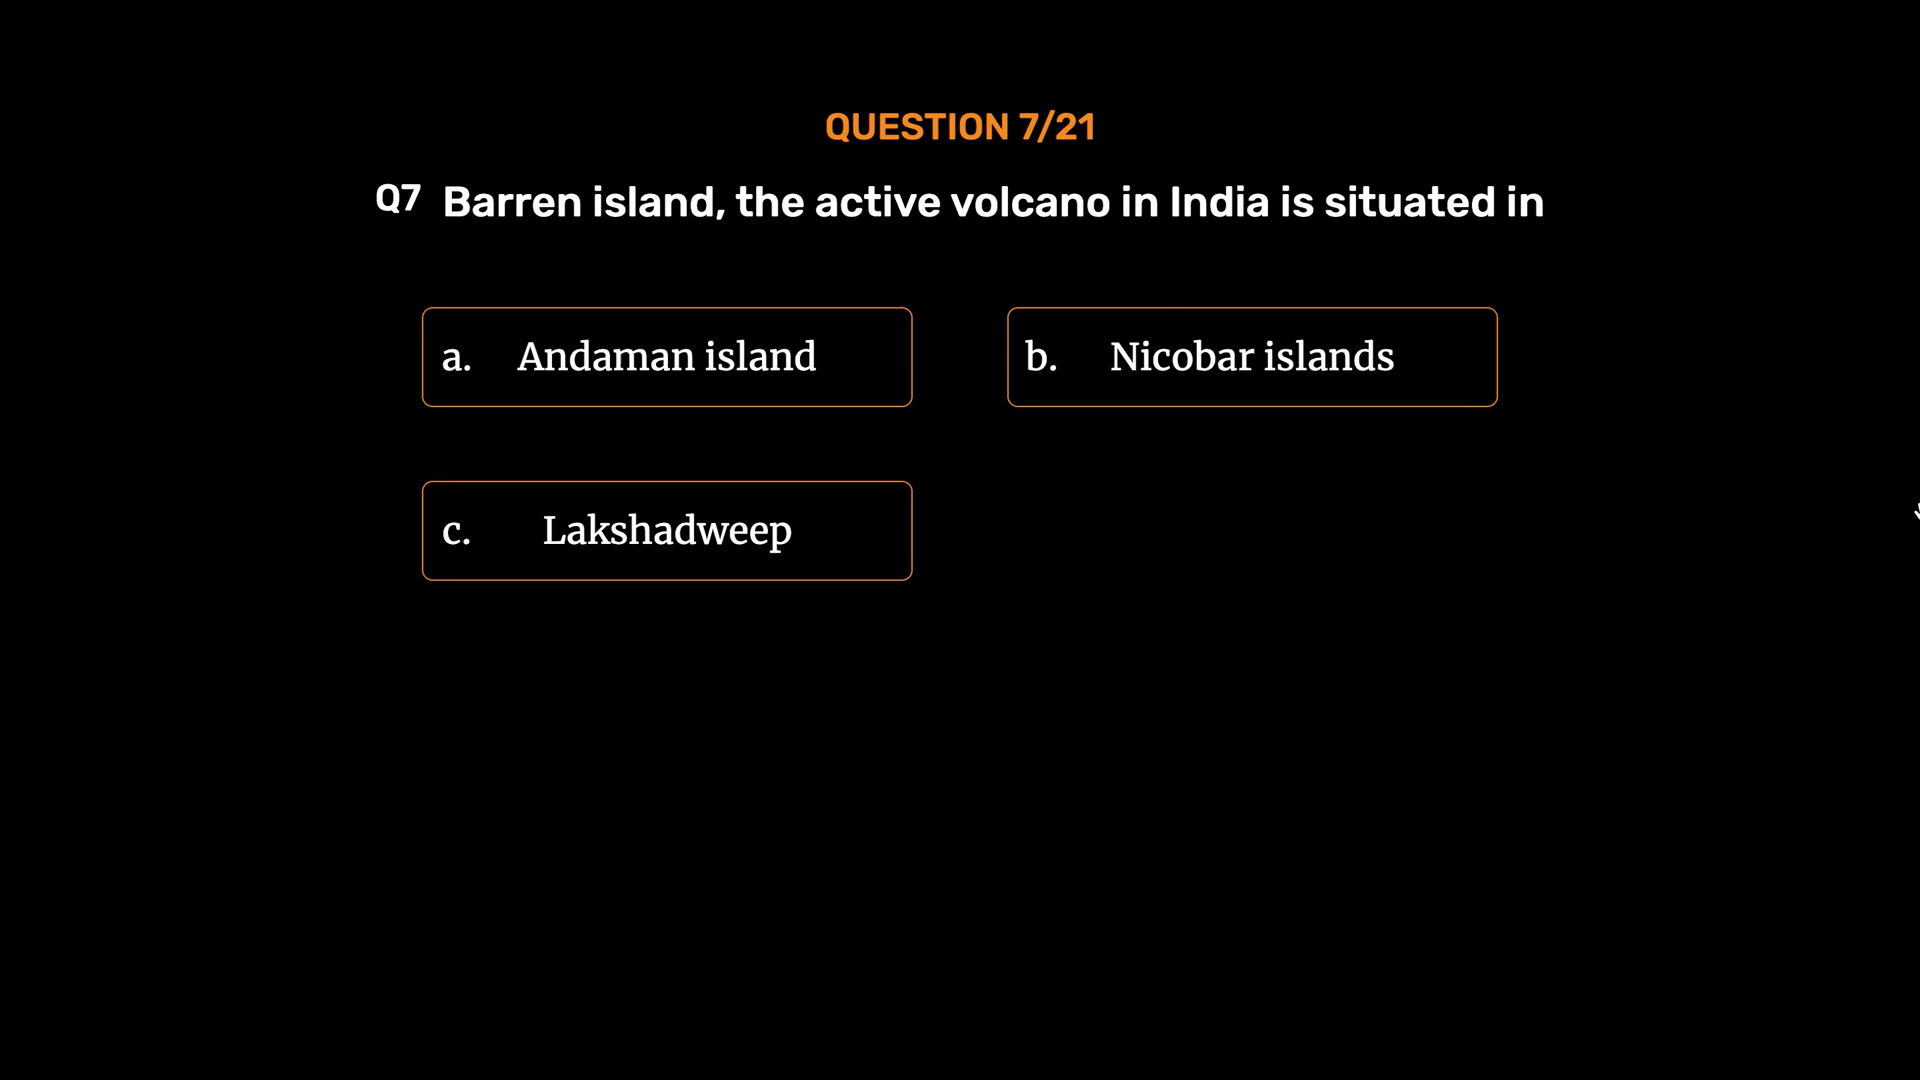 QUESTION 7/21
Q7 Barren island, the active volcano in India is situated in
a. Andaman island
b. Nicobar islands
c. Lakshadweep